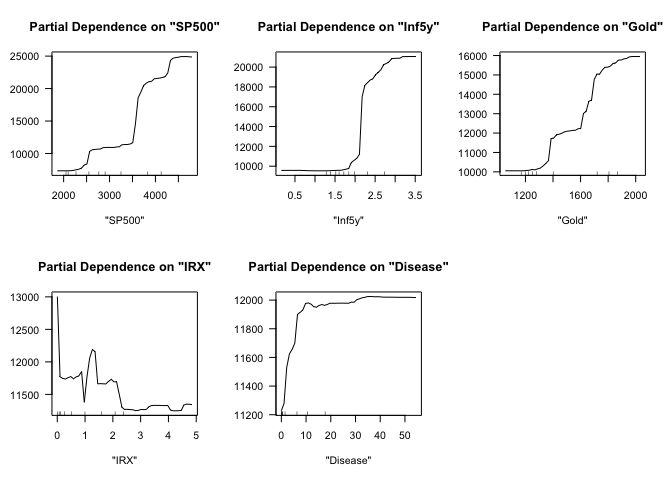 Partial Dependence on "SP500"
25000
20000
15000
10000
2000 3000 4000
"SP500"
Partial Dependence on "Inf5y"
20000
18000
16000
14000
12000
10000
0.5 1.5 2.5 3.5
"Inf5y"
Partial Dependence on "Gold"
16000
15000
14000
13000
12000
11000
10000
1200 1400 1600 2000
"Gold"
Partial Dependence on "IRX"
13000
12500
12000
11500
0 1 2 3 4 5
"IRX"
Partial Dependence on "Disease"
12000
11800
11600
11400
11200
0 10 20 30 40 50
"Disease"